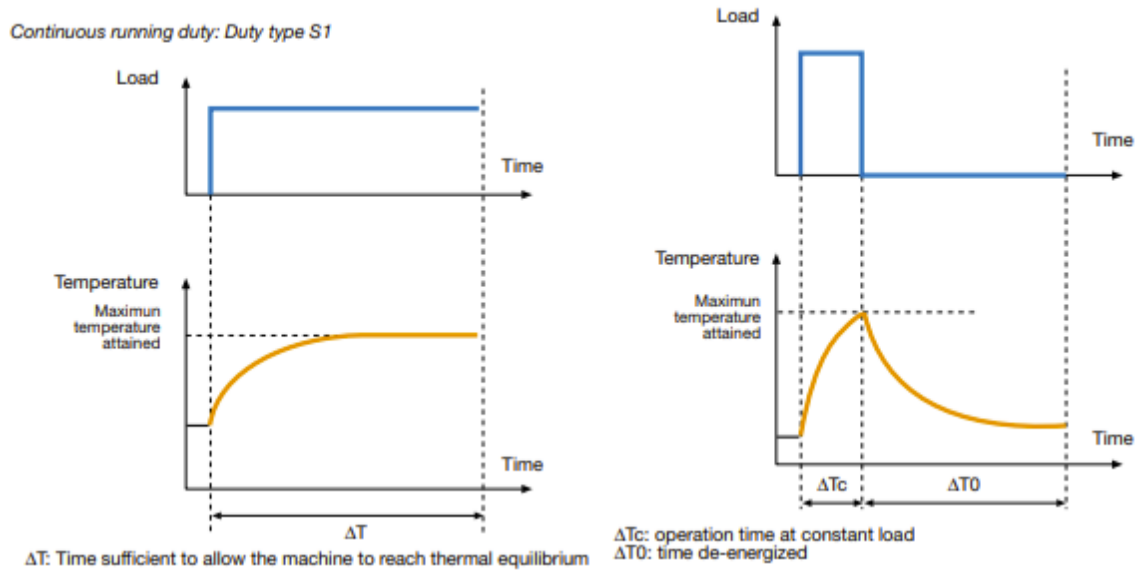 Continuous running duty: Duty type S1
Load
Time
Temperature
Maximun
temperature
attained
Time
ΔT
ΔT: Time sufficient to allow the machine to reach thermal equilibrium
Load
Time
Temperature
Maximun
temperature
attained
Time
ΔTc
ΔT0
ΔTc: operation time at constant load
ΔT0: time de-energized